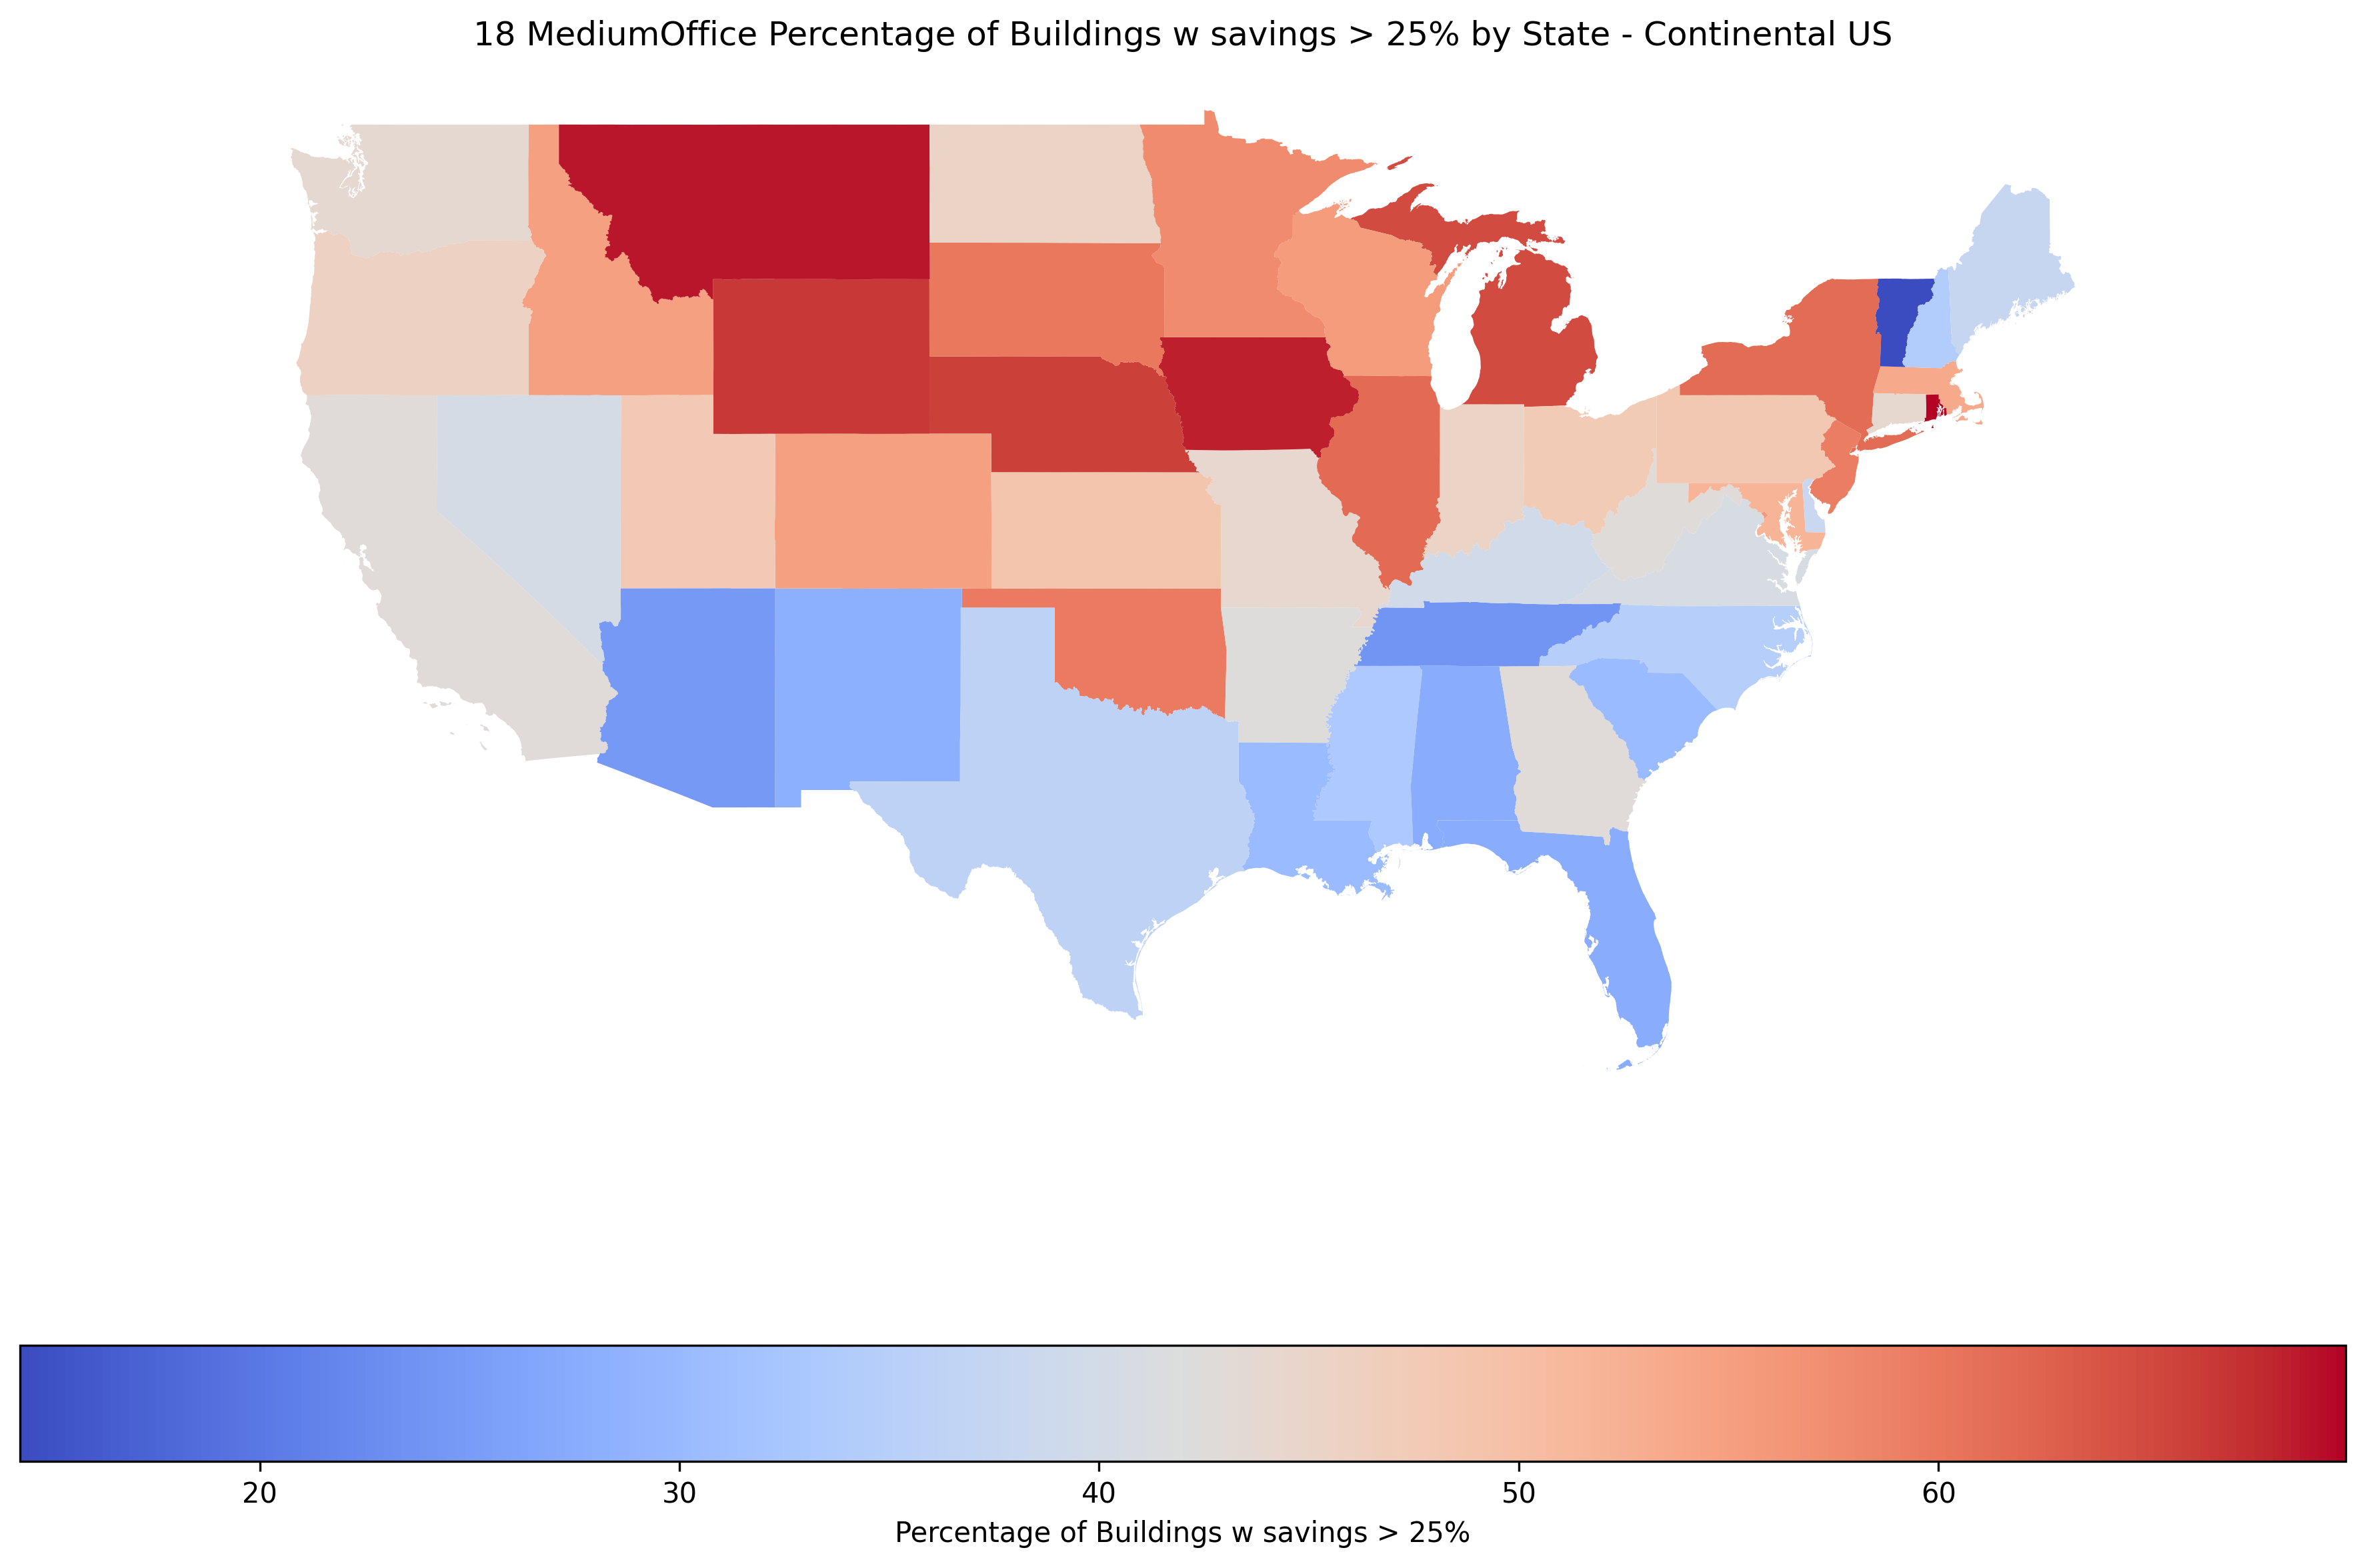 18 MediumOffice Percentage of Buildings w savings > 25% by State - Continental US
20 30 40 50 60
Percentage of Buildings w savings > 25%